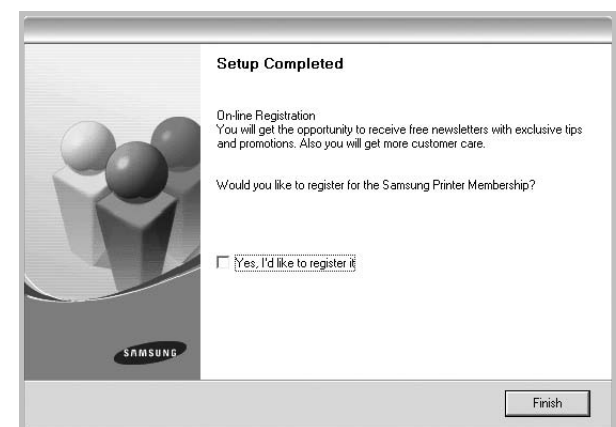 Setup Completed
On-line Registration
You will get the opportunity to receive free newsletters with exclusive tips
and promotions. Also you will get more customer care.
Would you like to register for the Samsung Printer Membership?
Yes, I'd like to register it
SAMSUNG
Finish